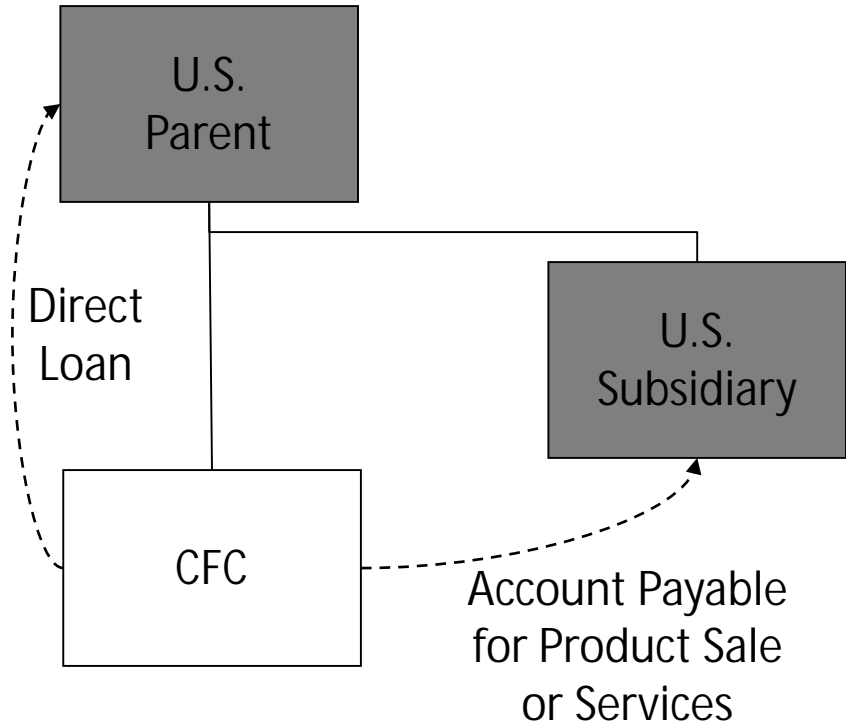 U.S.
Parent
Direct
Loan
U.S.
Subsidiary
CFC
Account Payable
for Product Sale
or Services